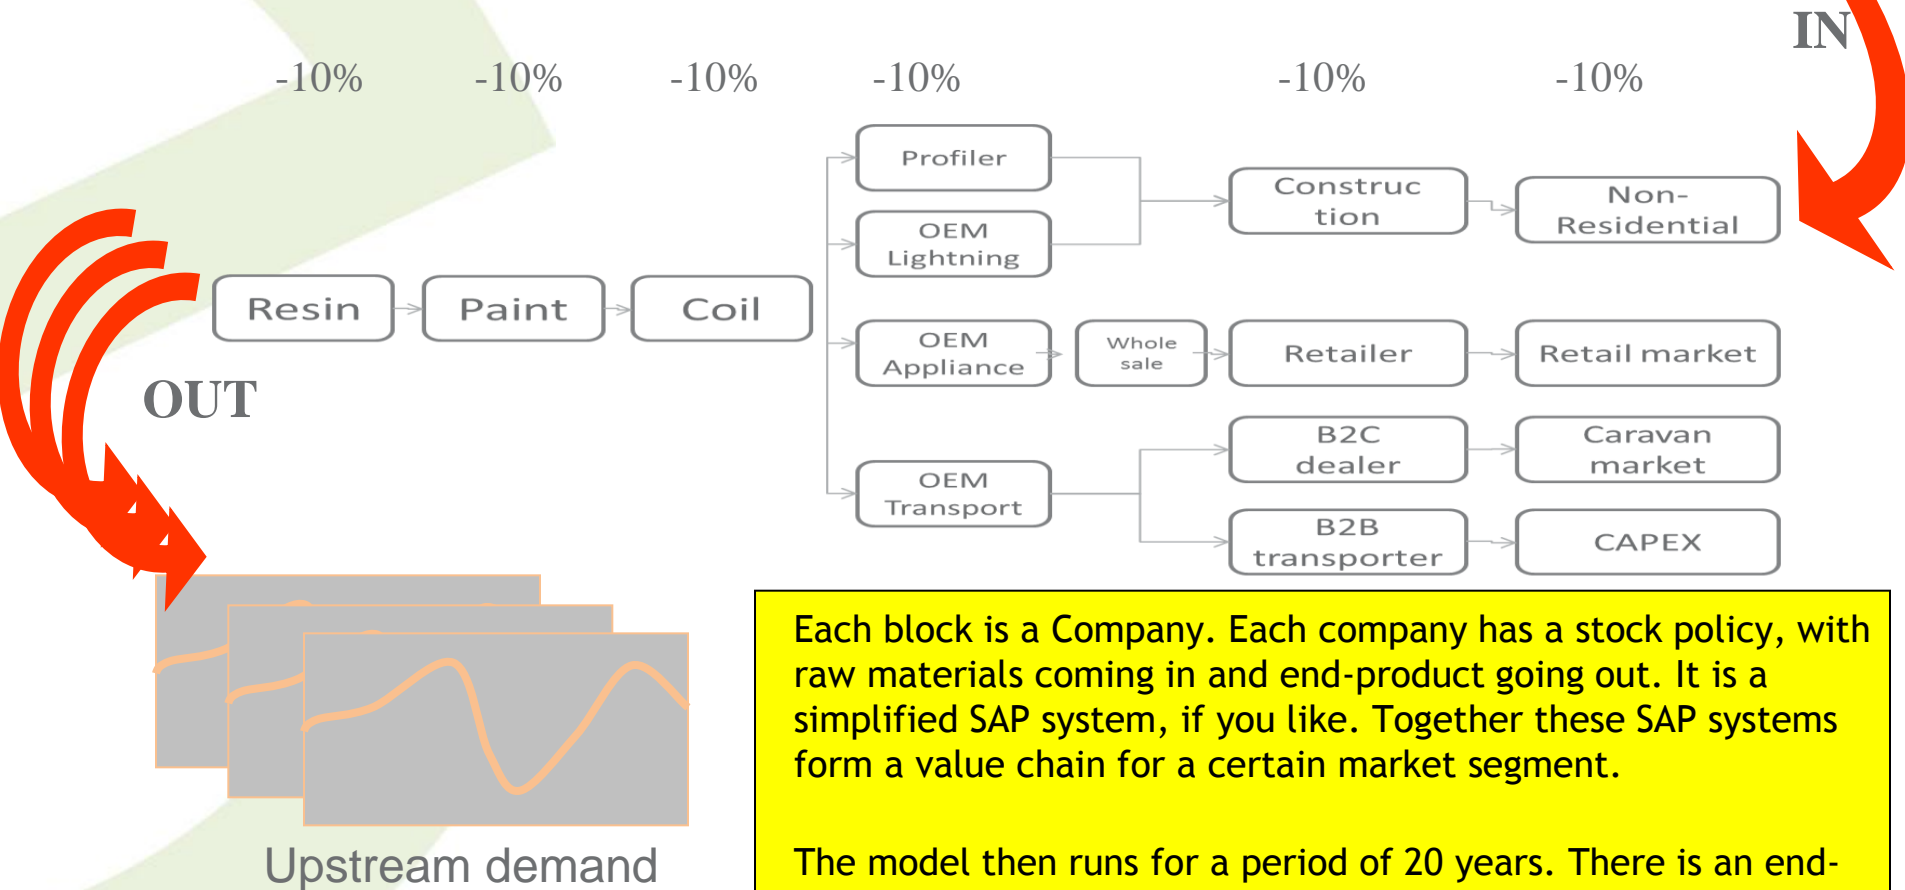 IN
-10% -10% -10% -10% -10% -10%
Profiler
Construc
tion
Non-
Residential
OEM
Lightning
Resin
Paint
Coil
OEM
Appliance
Whole
sale
Retailer
Retail market
OUT
B2C
dealer
Caravan
market
OEM
Transport
B2B
transporter
CAPEX
Each block is a Company. Each company has a stock policy, with
raw materials coming in and end-product going out. It is a
simplified SAP system, if you like. Together these SAP systems
form a value chain for a certain market segment.
The model then runs for a period of 20 years. There is an end-
Upstream demand